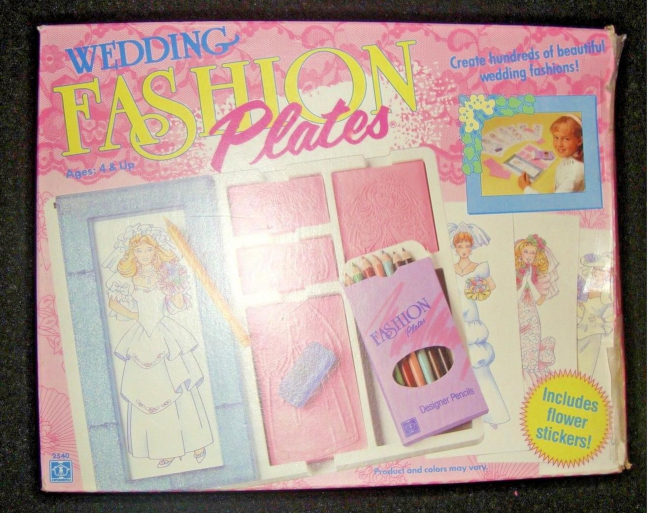 WEDDING
FASHION
Plates
Ages: 4 & Up
Create hundreds of beautiful
wedding fashions!
FASHION
Plates
Designer Pencils
Includes
flower
stickers!
2540
Product and colors may vary.